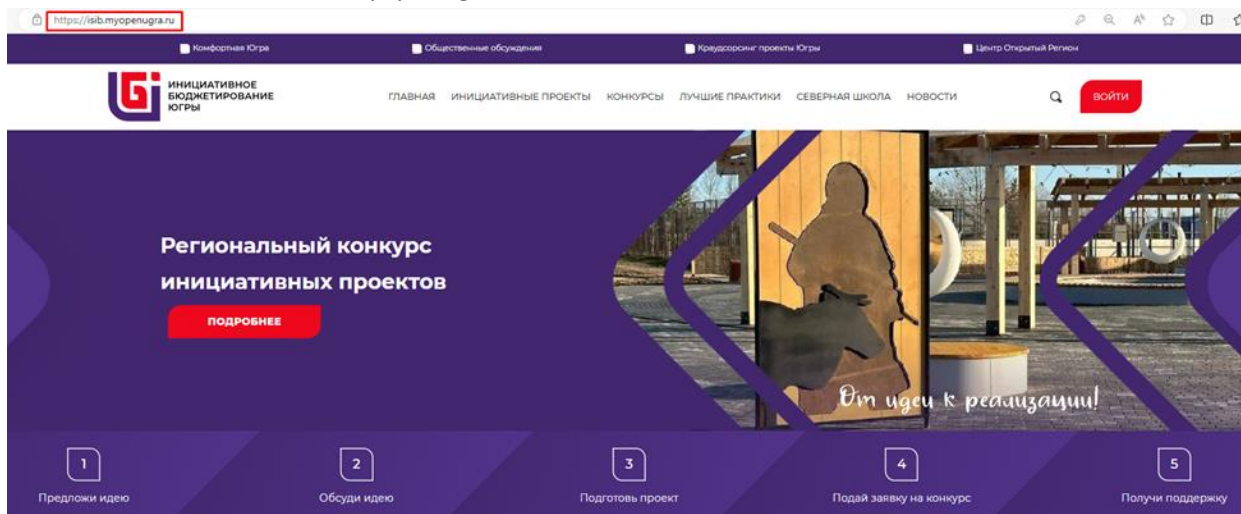 https://isib.myopenugra.ru
Комфортная Югра
Общественные обсуждения
Краудсорсинг проекты Югры
Центр Открытый Регион
ИНИЦИАТИВНОЕ
БЮДЖЕТИРОВАНИЕ
ЮГРЫ
ГЛАВНАЯ ИНИЦИАТИВНЫЕ ПРОЕКТЫ КОНКУРСЫ ЛУЧШИЕ ПРАКТИКИ СЕВЕРНАЯ ШКОЛА НОВОСТИ
ВОЙТИ
Региональный конкурс
инициативных проектов
ПОДРОБНЕЕ
От идеи к реализации!
1
Предложи идею
2
Обсуди идею
3
Подготовь проект
4
Подай заявку на конкурс
5
Получи поддержку